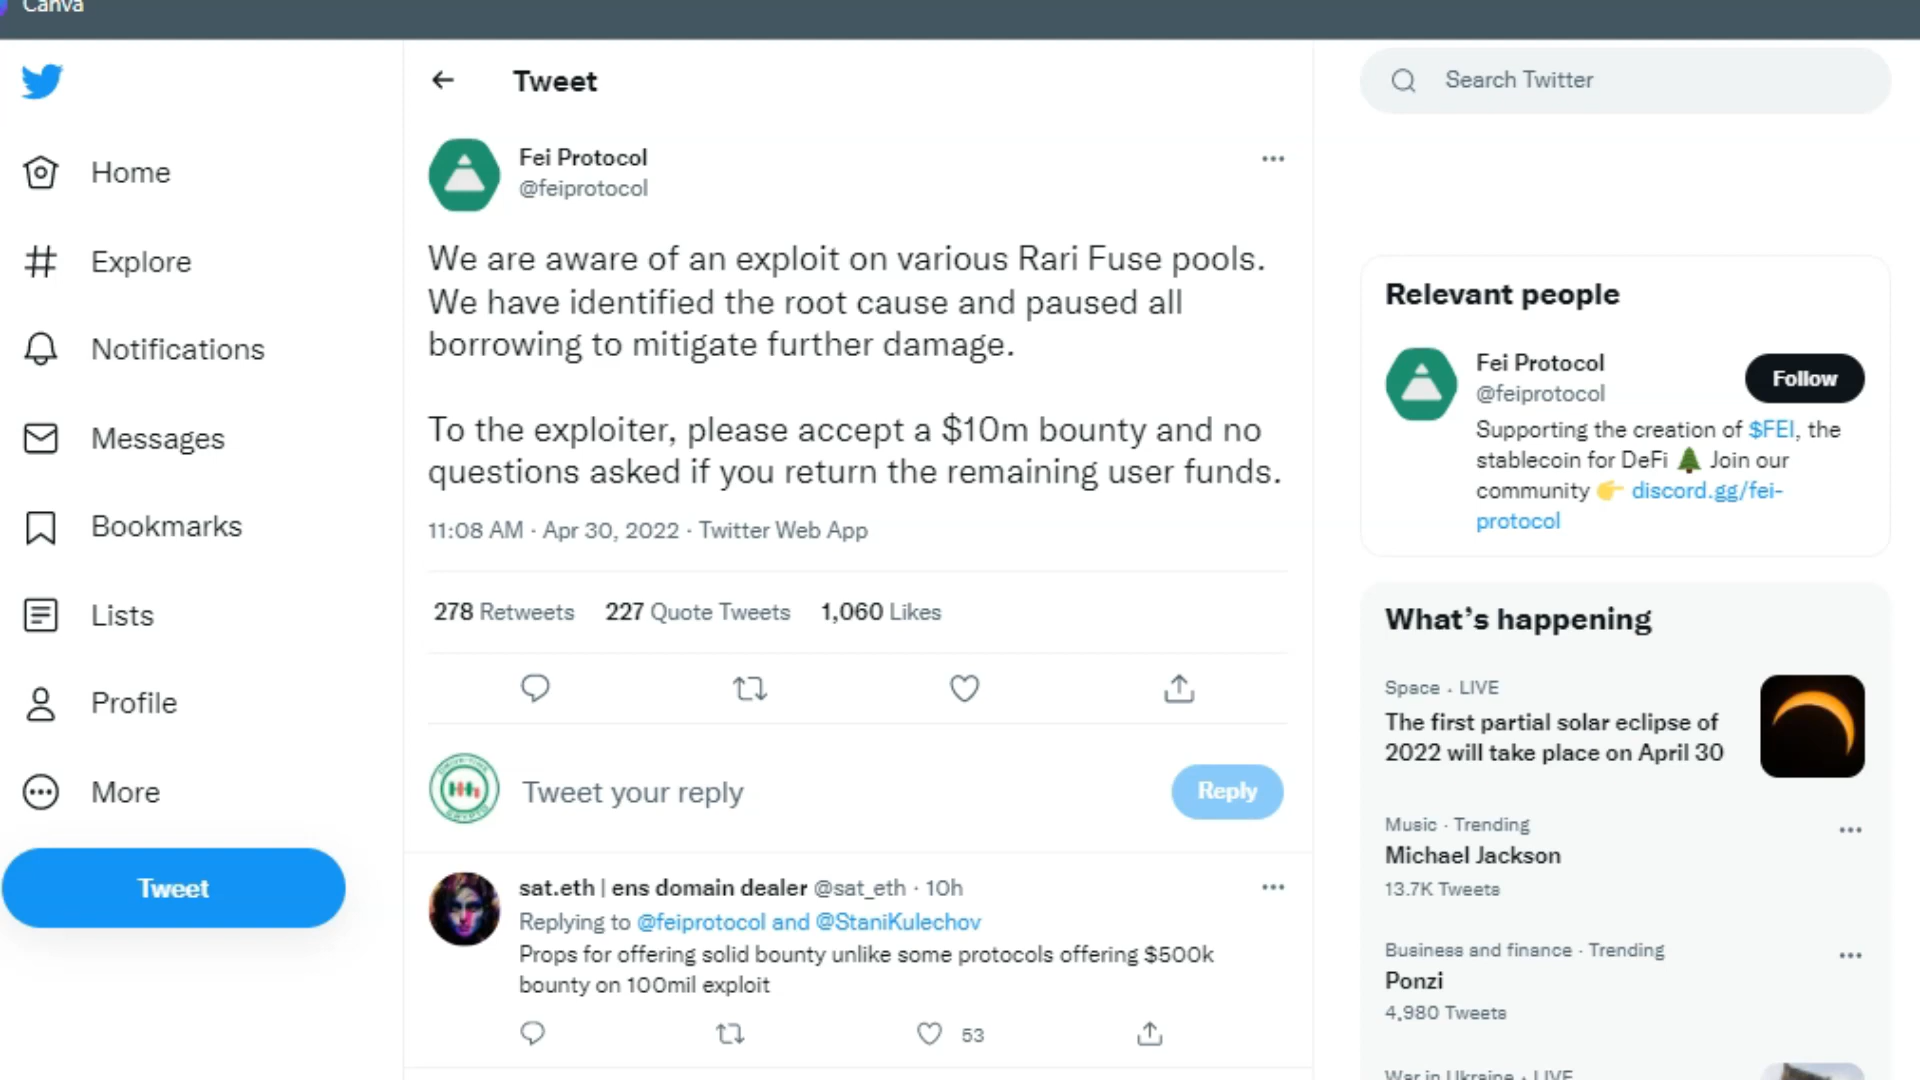 Canva
Home
Explore
Notifications
Messages
Bookmarks
Lists
Profile
More
Tweet
Tweet
Fei Protocol
@feiprotocol
We are aware of an exploit on various Rari Fuse pools.
We have identified the root cause and paused all
borrowing to mitigate further damage.
To the exploiter, please accept a $10m bounty and no
questions asked if you return the remaining user funds.
11:08 AM · Apr 30, 2022 · Twitter Web App
278 Retweets 227 Quote Tweets 1,060 Likes
Tweet your reply
Reply
sat.eth | ens domain dealer @sat_eth · 10h
Replying to @feiprotocol and @StaniKulechov
Props for offering solid bounty unlike some protocols offering $500k
bounty on 100mil exploit
53
Search Twitter
Relevant people
Fei Protocol
@feiprotocol
Follow
Supporting the creation of $FEI, the
stablecoin for DeFi 🌲 Join our
community 👉 discord.gg/fei-
protocol
What's happening
Space · LIVE
The first partial solar eclipse of
2022 will take place on April 30
Music · Trending
Michael Jackson
13.7K Tweets
Business and finance · Trending
Ponzi
4,980 Tweets
War in Ukraine · LIVE